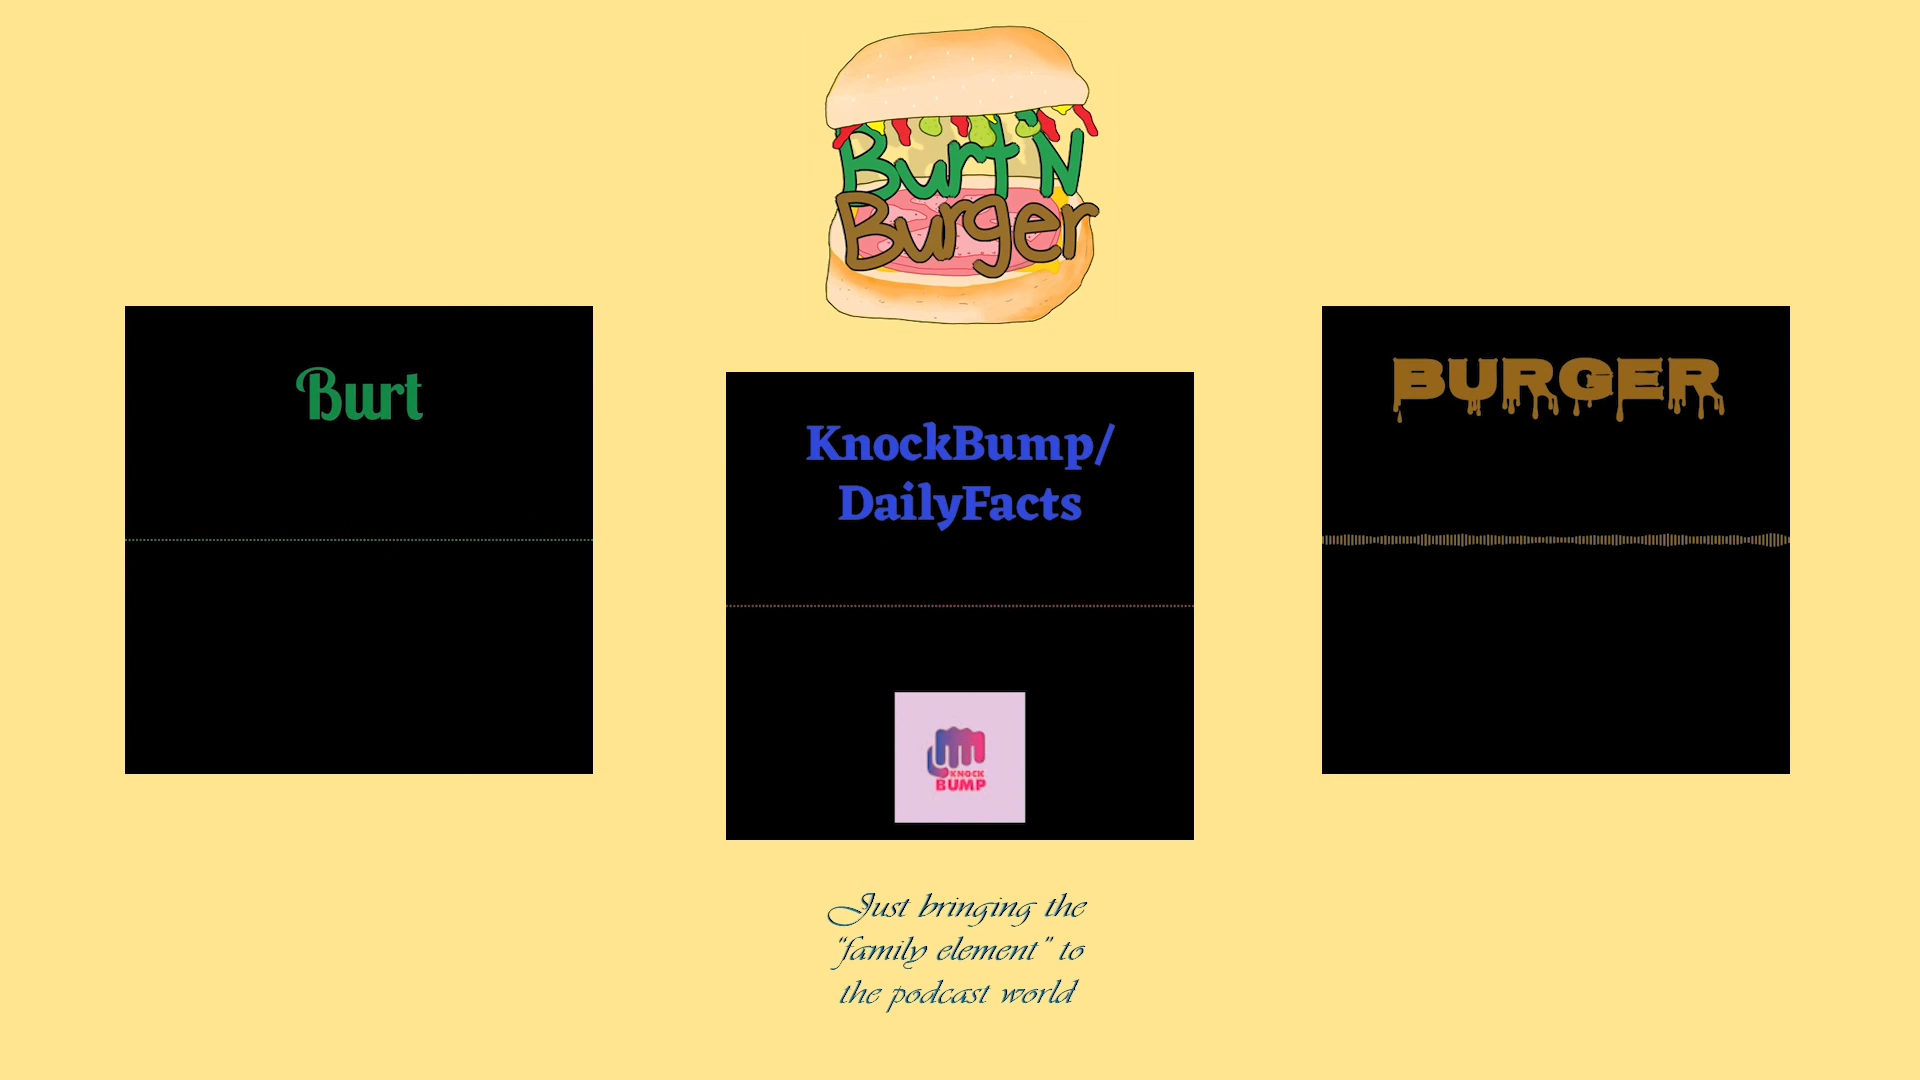 Burt N
Burger
Burt
KnockBump/
DailyFacts
BURGER
KNOCK
BUMP
Just bringing the
"family element" to
the podcast world